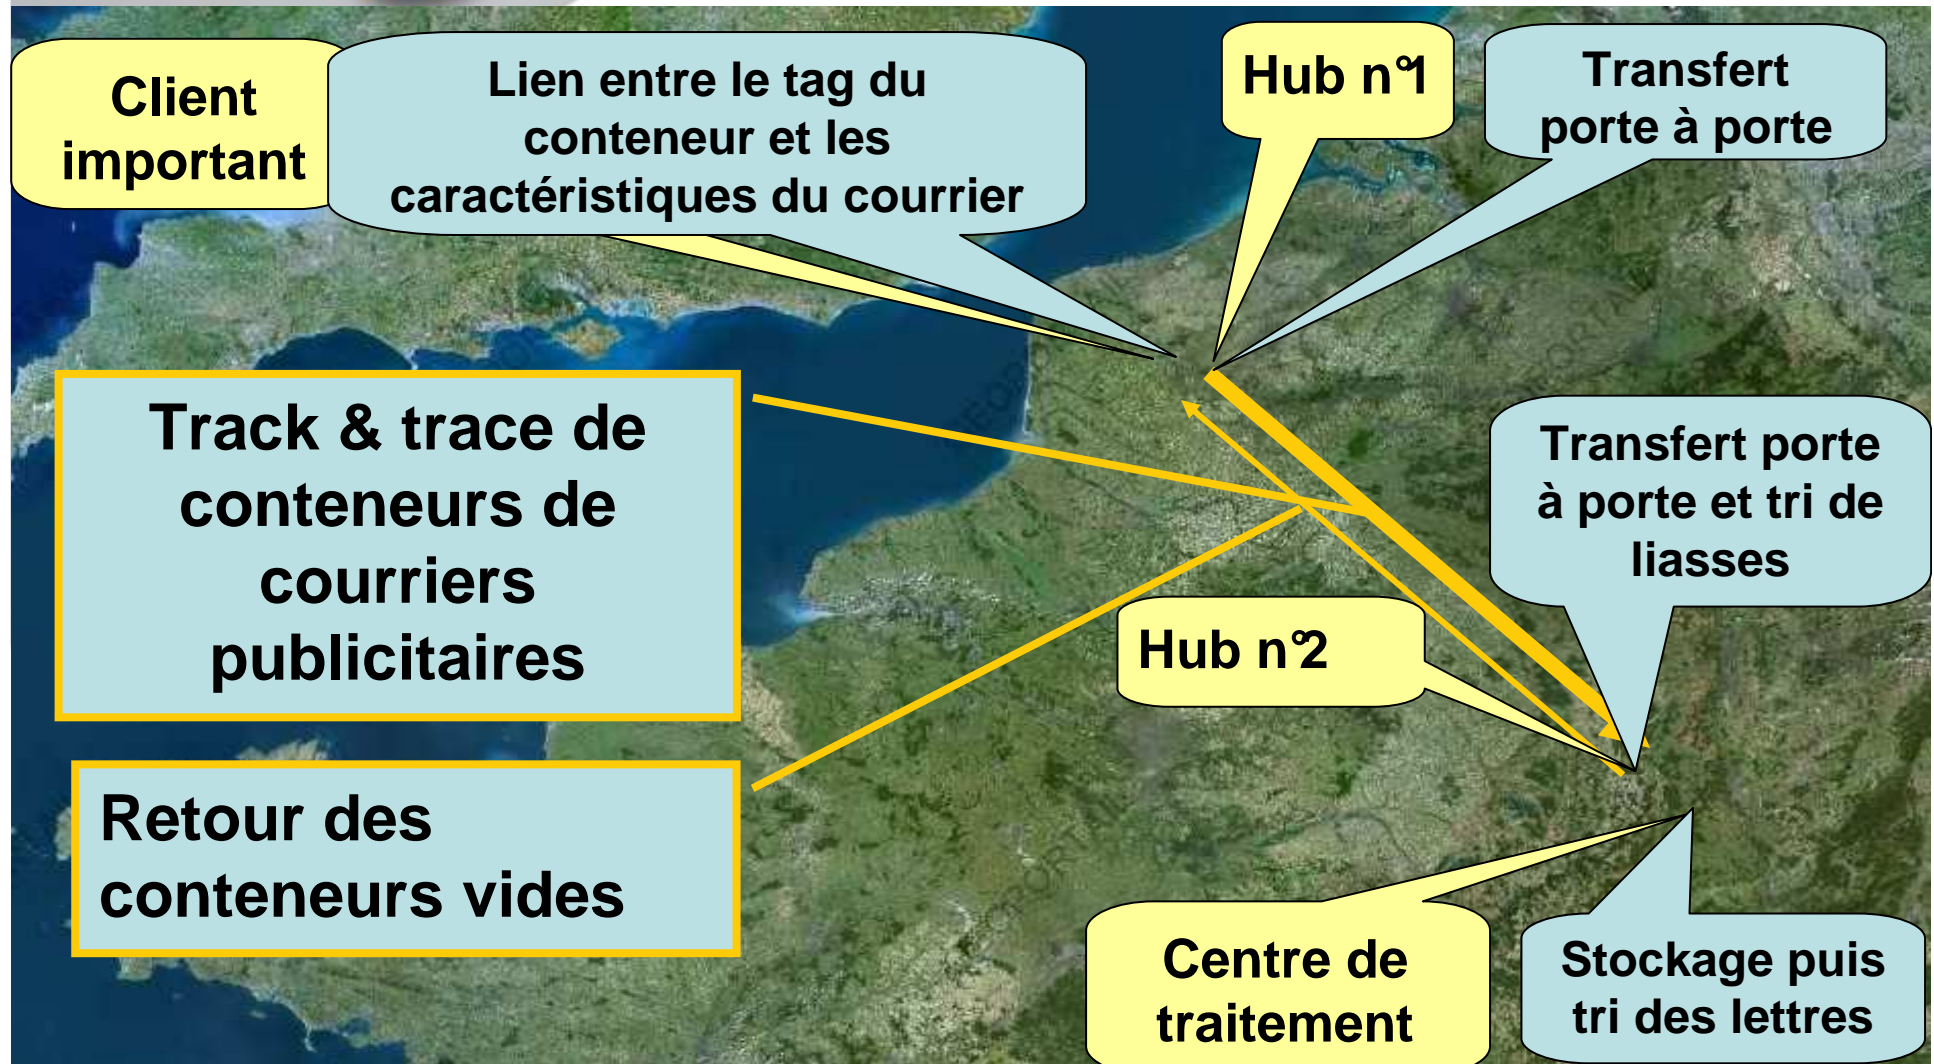 Client
important
Lien entre le tag du
conteneur et les
caractéristiques du courrier
Hub n°1
Transfert
porte à porte
Track & trace de
conteneurs de
courriers
publicitaires
Transfert porte
à porte et tri de
liasses
Hub n°2
Retour des
conteneurs vides
Centre de
traitement
Stockage puis
tri des lettres